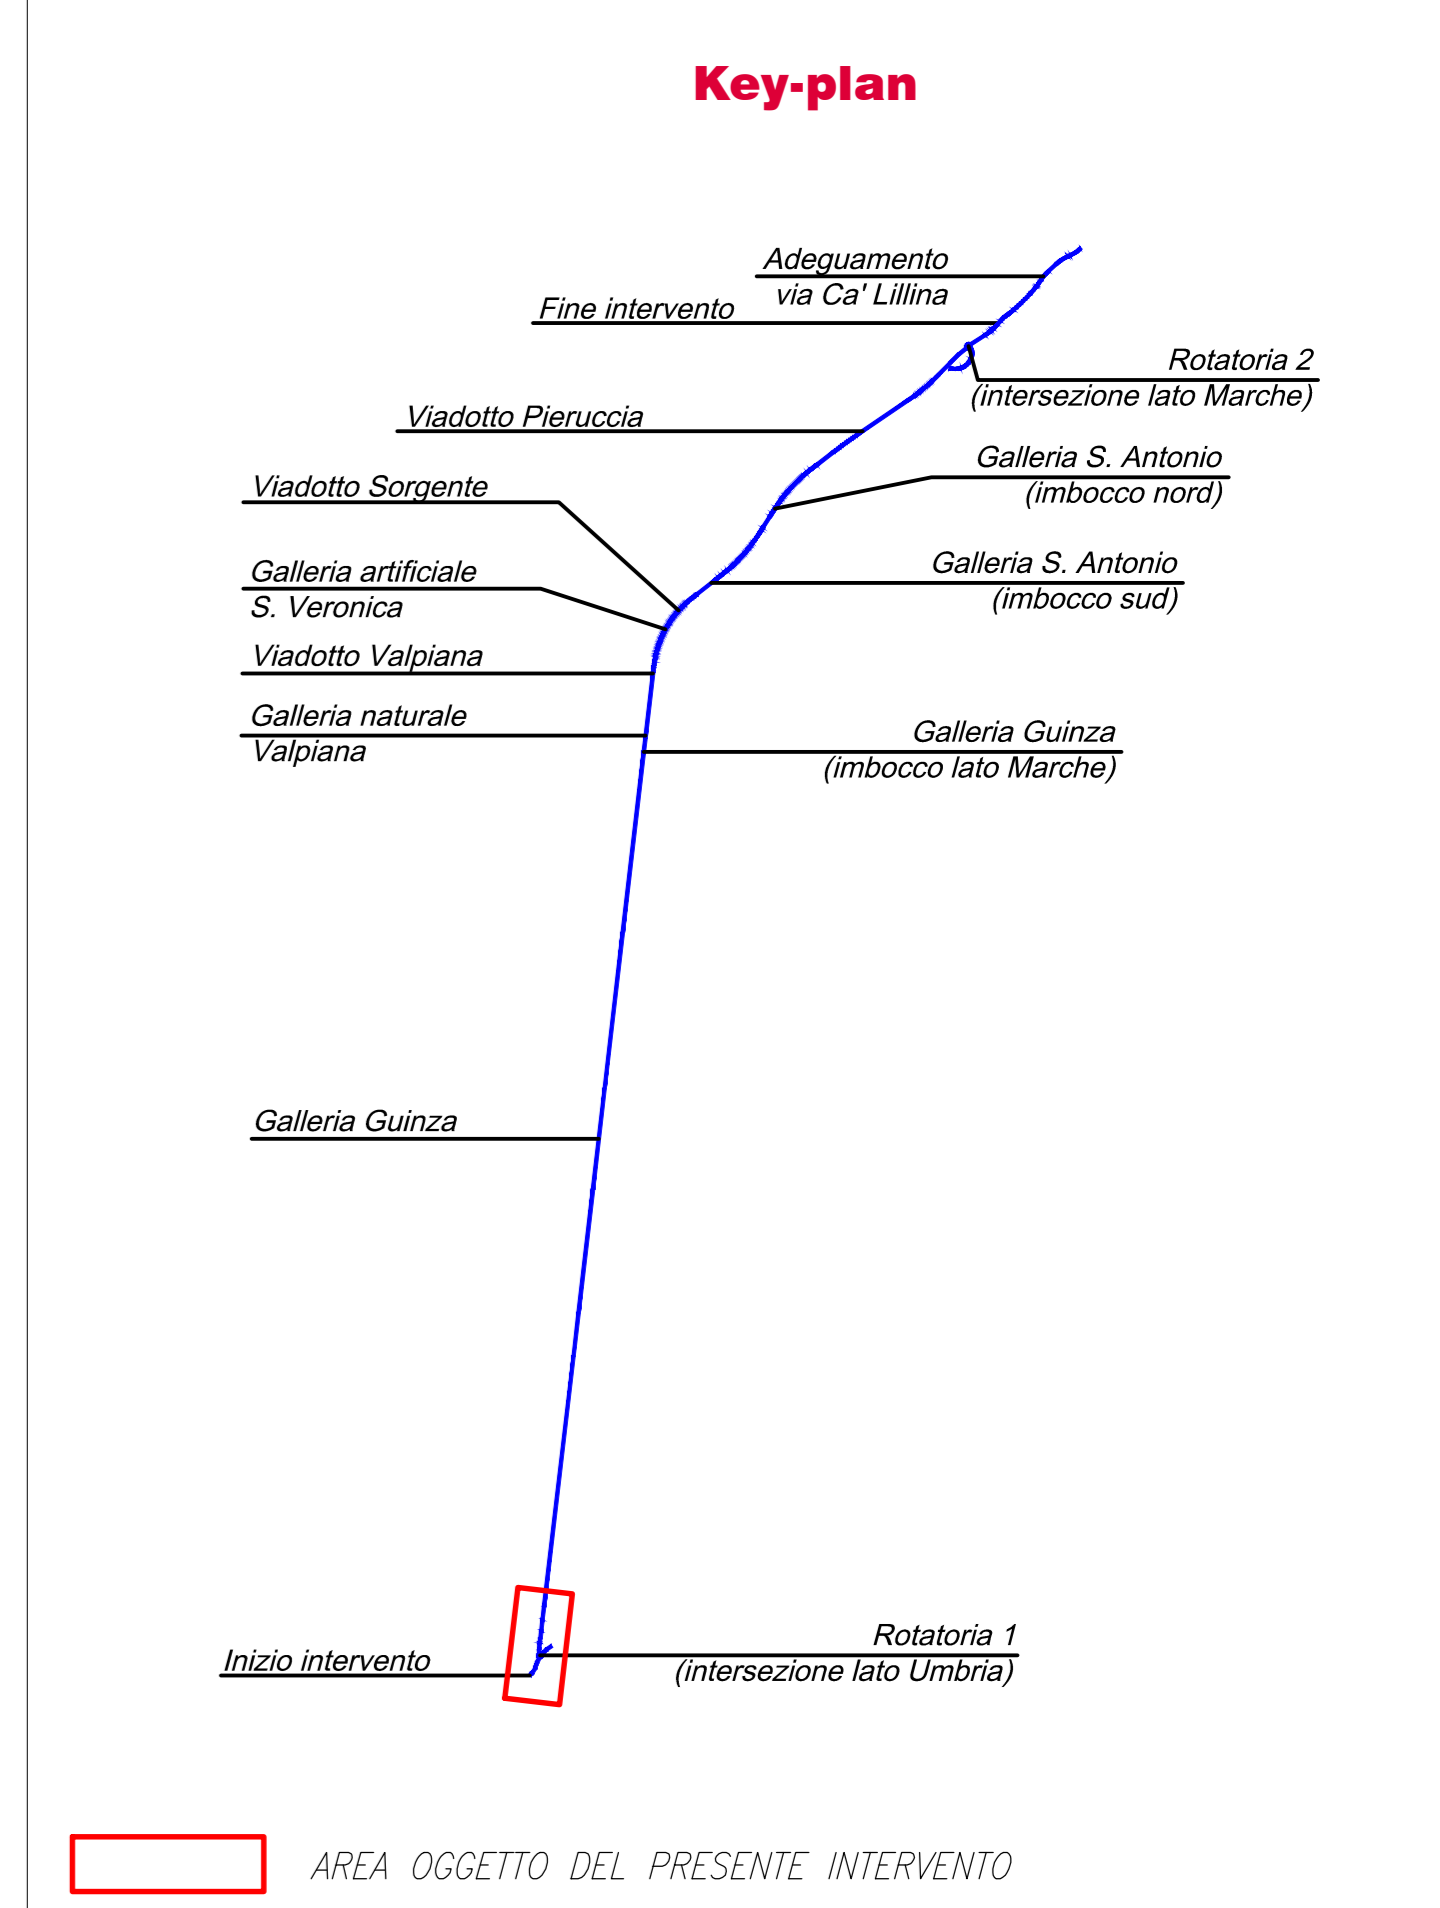 Key-plan
Adeguamento
via Ca' Lillina
Fine intervento
Rotatoria 2
(intersezione lato Marche)
Viadotto Pieruccia
Galleria S. Antonio
(imbocco nord)
Viadotto Sorgente
Galleria S. Antonio
(imbocco sud)
Galleria artificiale
S. Veronica
Viadotto Valpiana
Galleria naturale
Valpiana
Galleria Guinza
(imbocco lato Marche)
Galleria Guinza
Rotatoria 1
(intersezione lato Umbria)
Inizio intervento
AREA OGGETTO DEL PRESENTE INTERVENTO